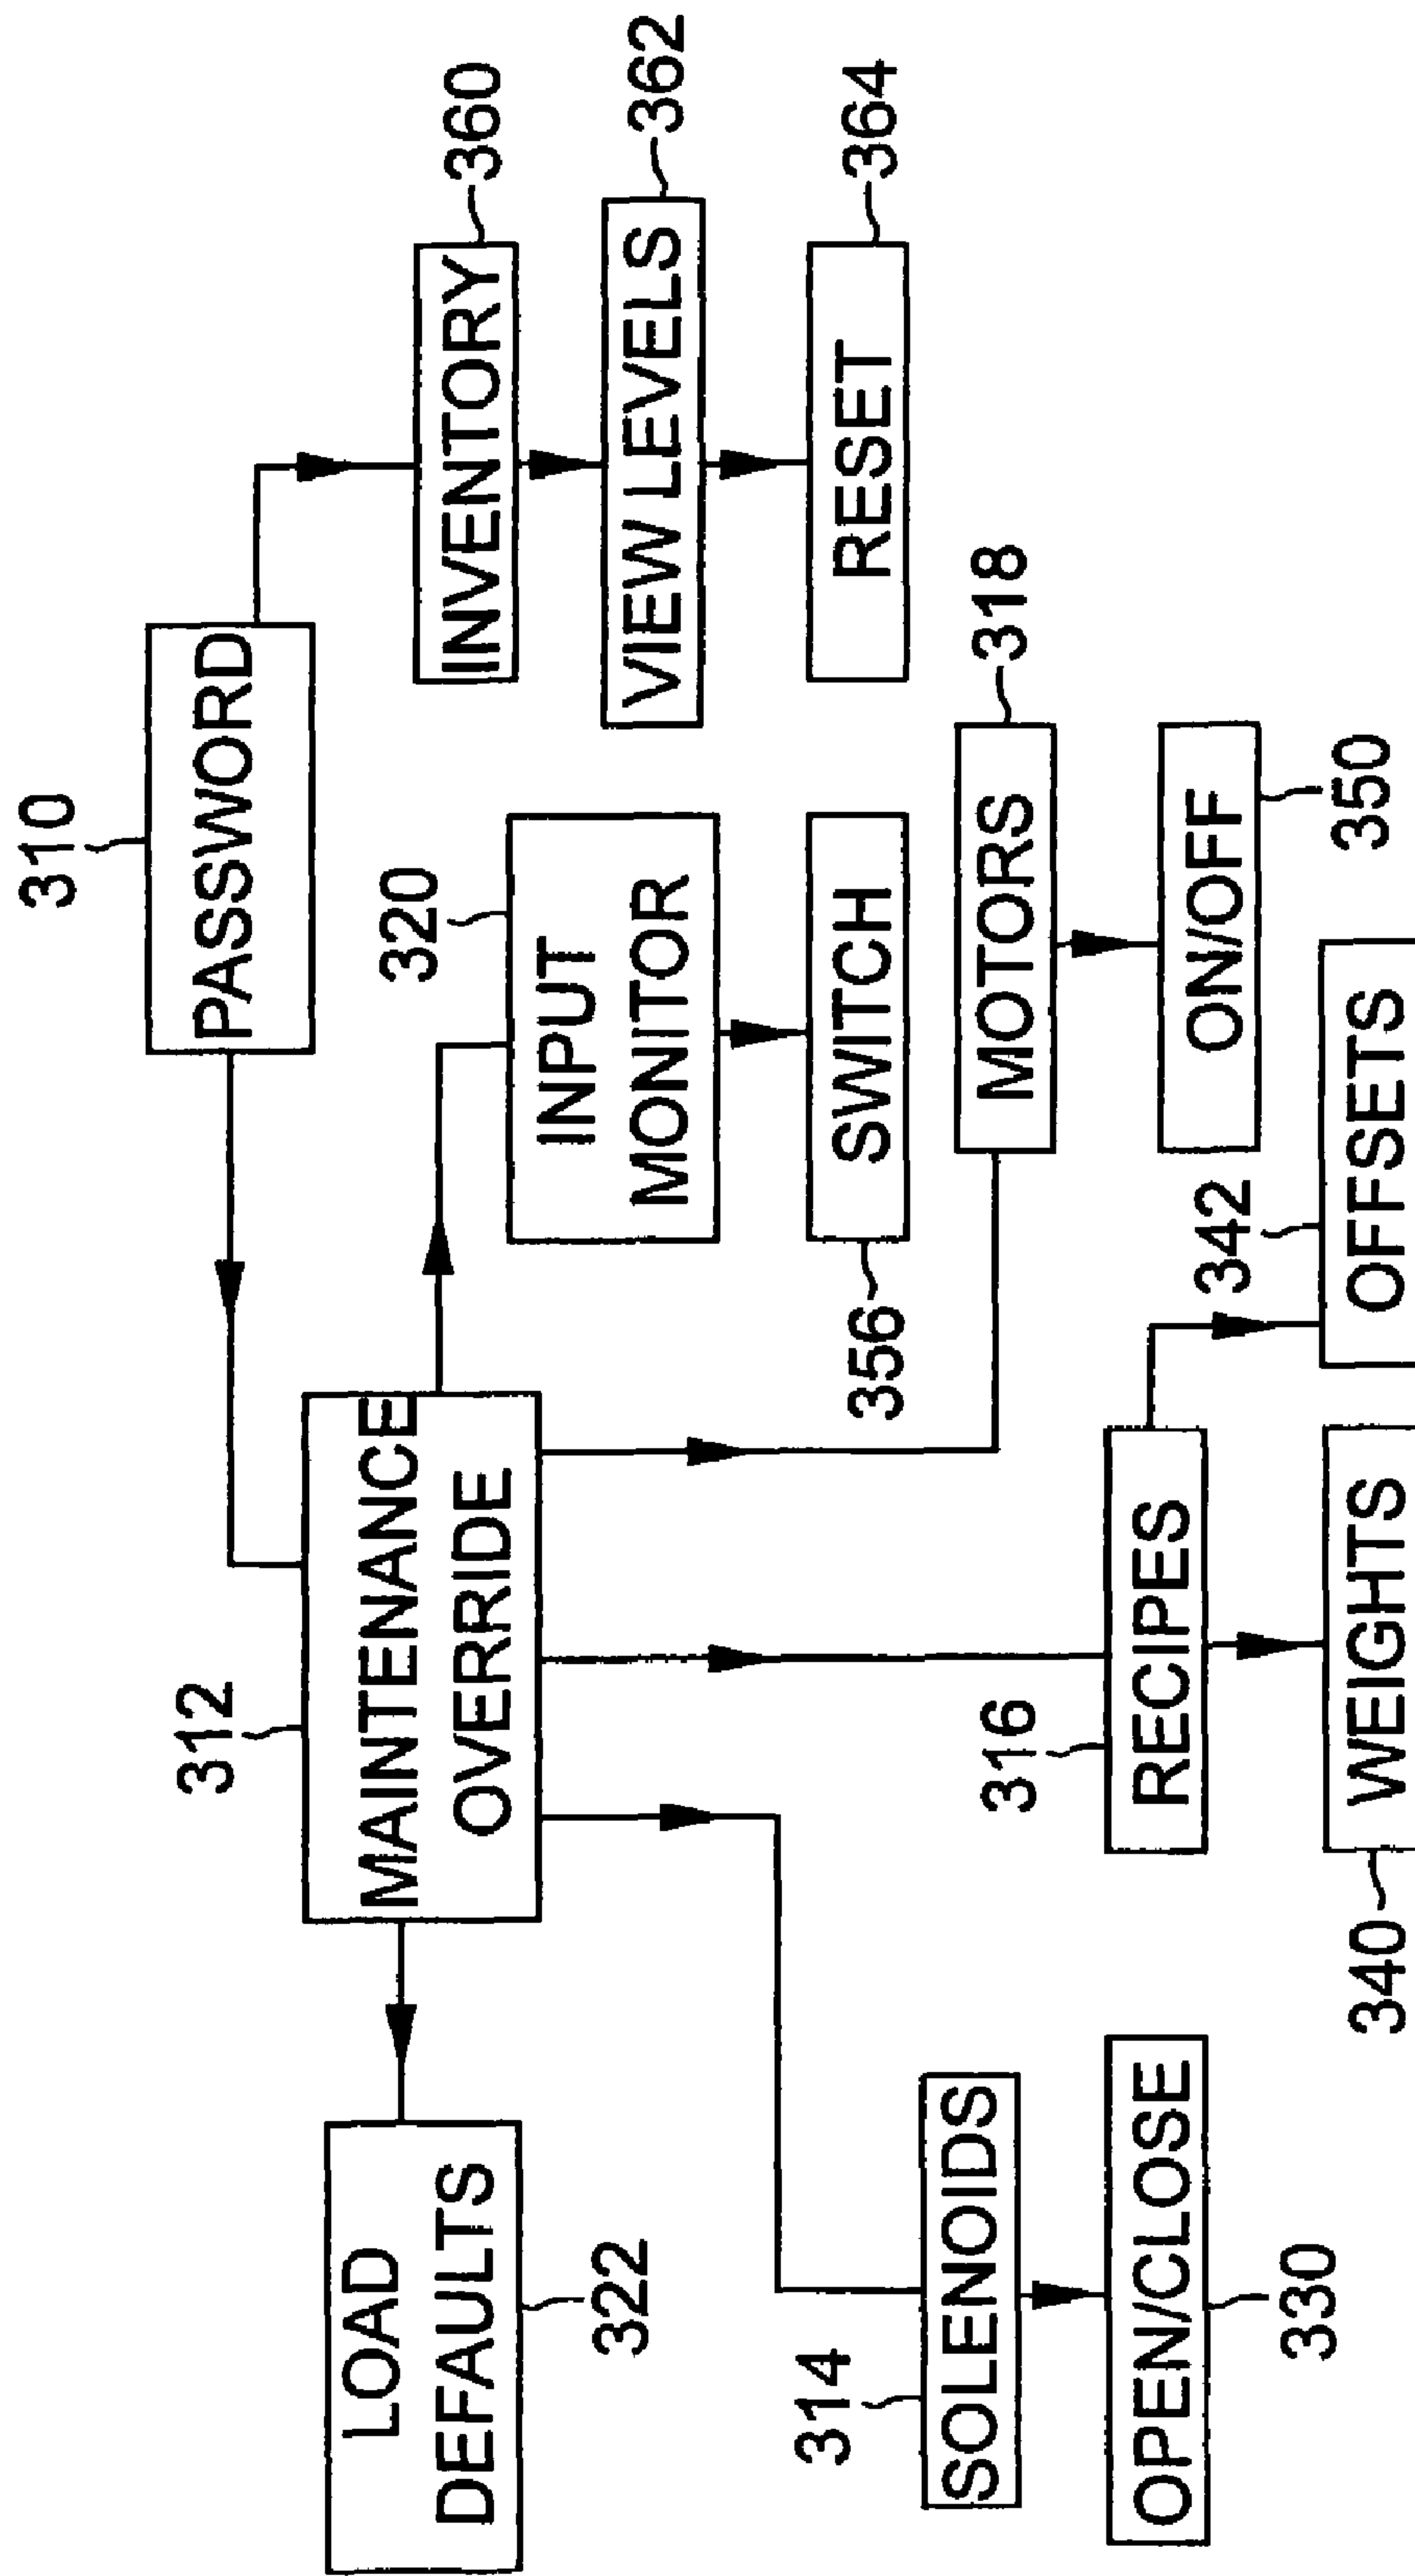 310
PASSWORD
312
MAINTENANCE
OVERRIDE
320
INPUT
MONITOR
INVENTORY
360
LOAD
DEFAULTS
322
VIEW LEVELS
362
SWITCH
356
RESET
364
314
SOLENOIDS
MOTORS
318
316
RECIPES
OPEN/CLOSE
330
ON/OFF
350
342
OFFSETS
340
WEIGHTS